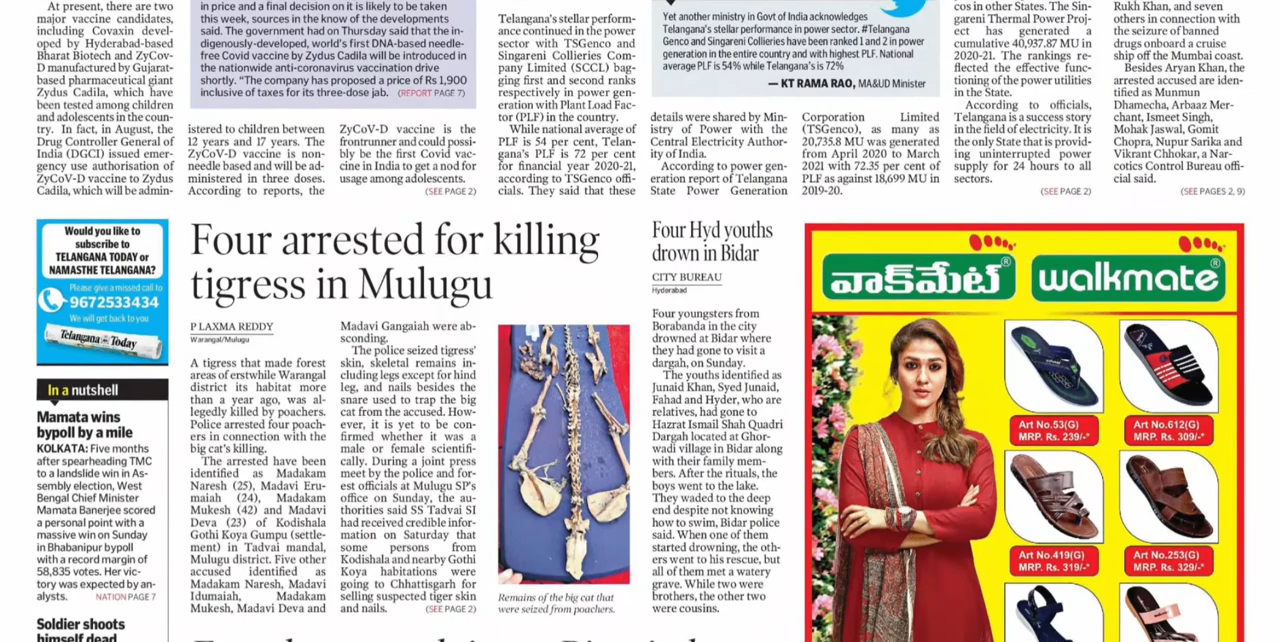 At present, there are two
major vaccine candidates,
including Covaxin devel-
oped by Hyderabad-based
Bharat Biotech and ZyCov-
D manufactured by Gujarat-
based pharmaceutical giant
Zydus Cadila, which have
been tested among children
and adolescents in the coun-
try. In fact, in August, the
Drug Controller General of
India (DGCI) issued emer-
gency use authorisation of
ZyCoV-D vaccine to Zydus
Cadila, which will be admin-
in price and a final decision on it is likely to be taken
this week, sources in the know of the developments
said. The government had on Thursday said that the in-
digenously-developed, world's first DNA-based needle-
free Covid vaccine by Zydus Cadila will be introduced in
the nationwide anti-coronavirus vaccination drive
shortly. "The company has proposed a price of Rs 1,900
inclusive of taxes for its three-dose jab. (REPORT PAGE 7)
istered to children between
12 years and 17 years. The
ZyCoV-D vaccine is non-
needle based and will be ad-
ministered in three doses.
According to reports, the
ZyCoV-D vaccine is the
frontrunner and could possi-
bly be the first Covid vac-
cine in India to get a nod for
usage among adolescents.
(SEE PAGE 2)
Telangana's stellar perform-
ance continued in the power
sector with TSGenco and
Singareni Collieries Com-
pany Limited (SCCL) bag-
ging first and second ranks
respectively in power gen-
eration with Plant Load Fac-
tor (PLF) in the country.
While national average of
PLF is 54 per cent, Telan-
gana's PLF is 72 per cent
for financial year 2020-21,
according to TSGenco offi-
cials. They said that these
Yet another ministry in Govt of India acknowledges
Telangana's stellar performance in power sector. #Telangana
Genco and Singareni Collieries have been ranked 1 and 2 in power
generation in the entire country and with highest PLF. National
average PLF is 54% while Telangana's is 72%
— KT RAMA RAO, MA&UD Minister
details were shared by Min-
istry of Power with the
Central Electricity Author-
ity of India.
According to power gen-
eration report of Telangana
State Power Generation
Corporation Limited
(TSGenco), as many as
20,735.8 MU was generated
from April 2020 to March
2021 with 72.35 per cent of
PLF as against 18,699 MU in
2019-20.
cos in other States. The Sin-
gareni Thermal Power Proj-
ect has generated a
cumulative 40,937.87 MU in
2020-21. The rankings re-
flected the effective func-
tioning of the power utilities
in the State.
According to officials,
Telangana is a success story
in the field of electricity. It is
the only State that is provid-
ing uninterrupted power
supply for 24 hours to all
sectors.
(SEE PAGE 2)
Rukh Khan, and seven
others in connection with
the seizure of banned
drugs onboard a cruise
ship off the Mumbai coast.
Besides Aryan Khan, the
arrested accused are iden-
tified as Munmun
Dhamecha, Arbaaz Mer-
chant, Ismeet Singh,
Mohak Jaswal, Gomit
Chopra, Nupur Sarika and
Vikrant Chhokar, a Nar-
cotics Control Bureau offi-
cial said.
(SEE PAGES 2, 9)
Would you like to
subscribe to
TELANGANA TODAY or
NAMASTHE TELANGANA?
Please give a missed call to
9672533434
We will get back to you
Telangana Today
In a nutshell
Mamata wins
bypoll by a mile
KOLKATA: Five months
after spearheading TMC
to a landslide win in As-
sembly election, West
Bengal Chief Minister
Mamata Banerjee scored
a personal point with a
massive win on Sunday
in Bhabanipur bypoll
with a record margin of
58,835 votes. Her vic-
tory was expected by an-
alysts. NATION PAGE 7
Soldier shoots
himself dead
Four arrested for killing
tigress in Mulugu
P LAXMA REDDY
Warangal/Mulugu
A tigress that made forest
areas of erstwhile Warangal
district its habitat more
than a year ago, was al-
legedly killed by poachers.
Police arrested four poach-
ers in connection with the
big cat's killing.
The arrested have been
identified as Madakam
Naresh (25), Madavi Eru-
maiah (24), Madakam
Mukesh (42) and Madavi
Deva (23) of Kodishala
Gothi Koya Gumpu (settle-
ment) in Tadvai mandal,
Mulugu district. Five other
accused identified as
Madakam Naresh, Madavi
Idumaiah, Madakam
Mukesh, Madavi Deva and
Madavi Gangaiah were ab-
sconding.
The police seized tigress'
skin, skeletal remains in-
cluding legs except for hind
leg, and nails besides the
snare used to trap the big
cat from the accused. How-
ever, it is yet to be con-
firmed whether it was a
male or female scientifi-
cally. During a joint press
meet by the police and for-
est officials at Mulugu SP's
office on Sunday, the au-
thorities said SS Tadvai SI
had received credible infor-
mation on Saturday that
some persons from
Kodishala and nearby Gothi
Koya habitations were
going to Chhattisgarh for
selling suspected tiger skin
and nails. (SEE PAGE 2)
Remains of the big cat that
were seized from poachers.
Four Hyd youths
drown in Bidar
CITY BUREAU
Hyderabad
Four youngsters from
Borabanda in the city
drowned at Bidar where
they had gone to visit a
dargah, on Sunday.
The youths identified as
Junaid Khan, Syed Junaid,
Fahad and Hyder, who are
relatives, had gone to
Hazrat Ismail Shah Quadri
Dargah located at Ghor-
wadi village in Bidar along
with their family mem-
bers. After the rituals, the
boys went to the lake.
They waded to the deep
end despite not knowing
how to swim, Bidar police
said. When one of them
started drowning, the oth-
ers went to his rescue, but
all of them met a watery
grave. While two were
brothers, the other two
were cousins.
వాక్‌మేట్ ®
walkmate ®
Art No.53(G)
MRP. Rs. 239/-*
Art No.612(G)
MRP. Rs. 309/-*
Art No.419(G)
MRP. Rs. 319/-*
Art No.253(G)
MRP. Rs. 329/-*